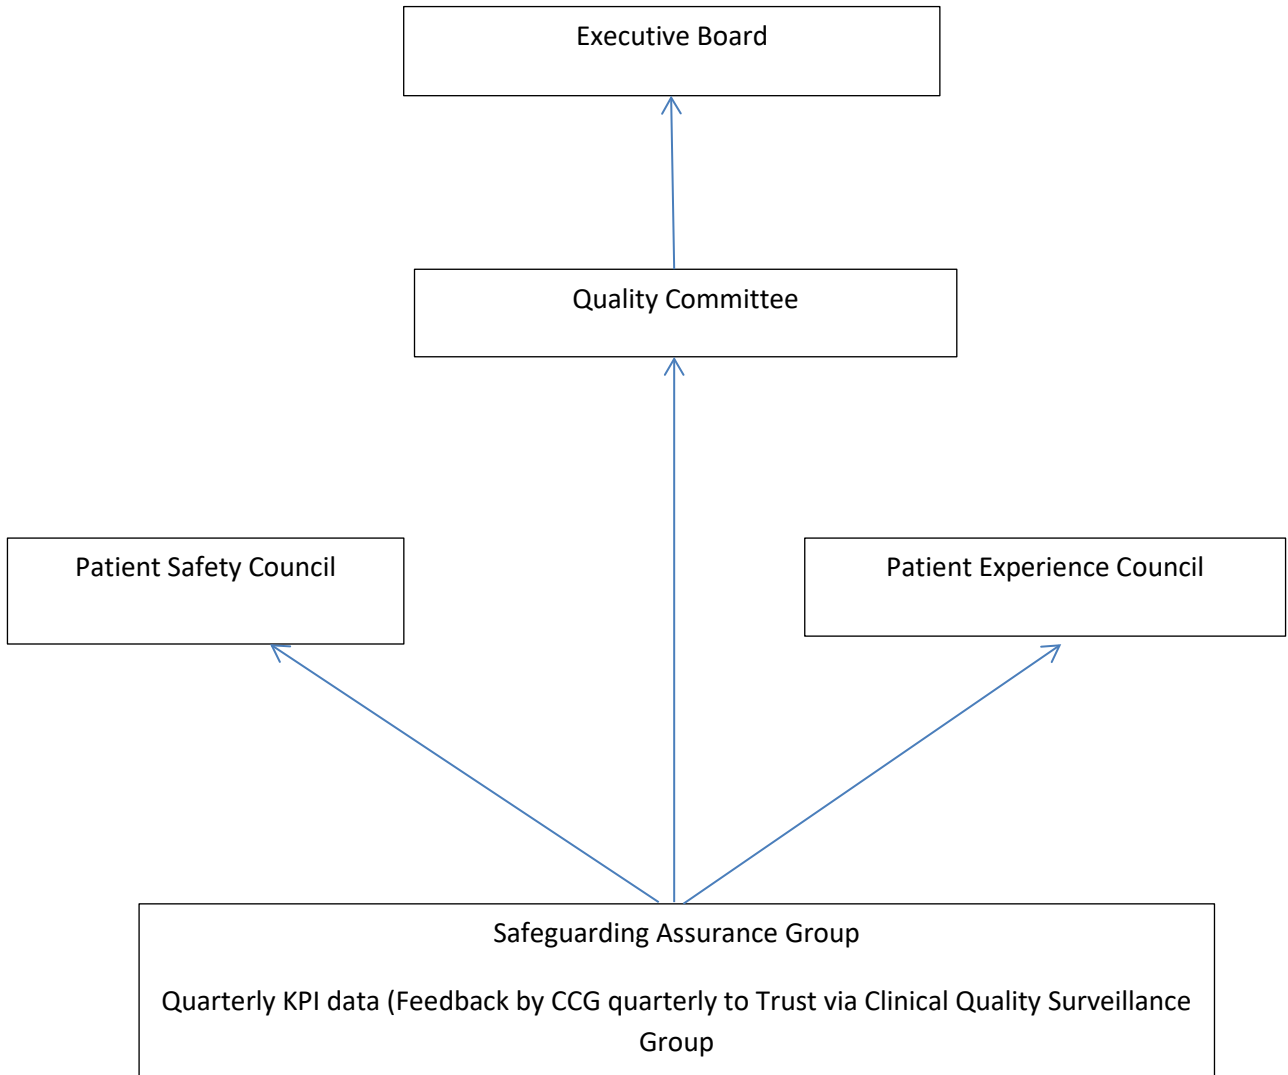 Executive Board
Quality Committee
Patient Safety Council
Patient Experience Council
Safeguarding Assurance Group
Quarterly KPI data (Feedback by CCG quarterly to Trust via Clinical Quality Surveillance
Group